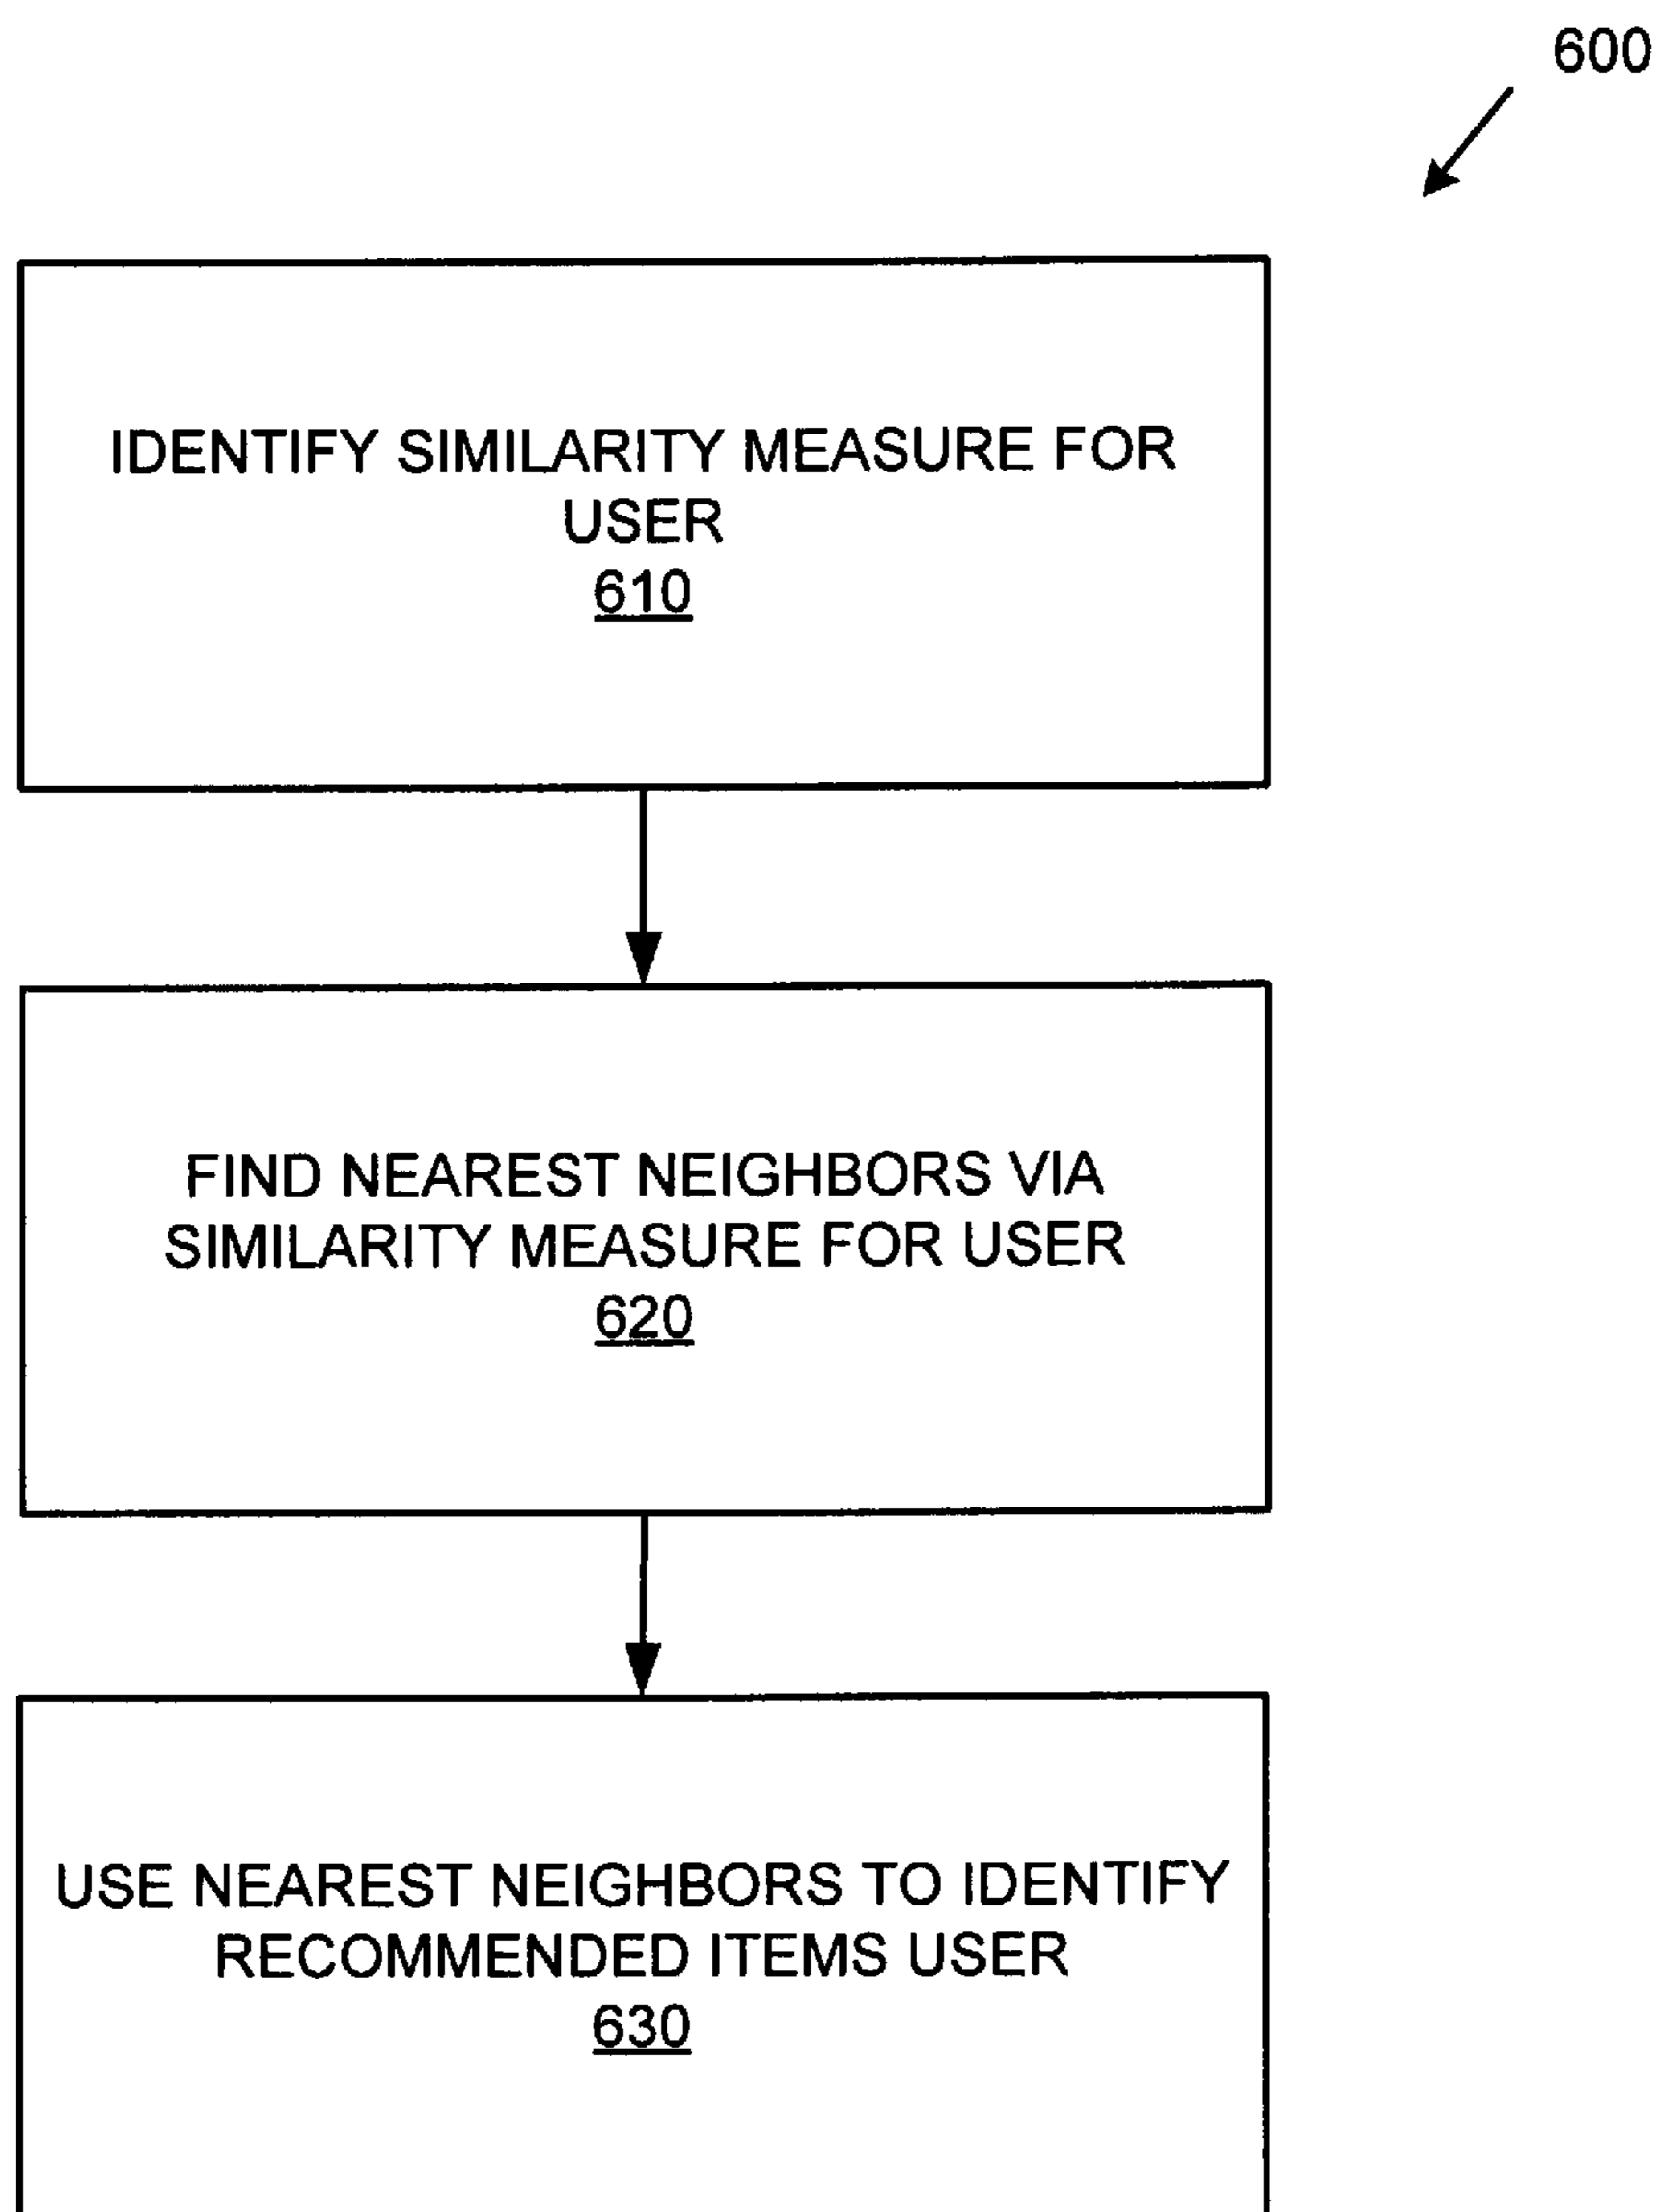 600
IDENTIFY SIMILARITY MEASURE FOR
USER
610
FIND NEAREST NEIGHBORS VIA
SIMILARITY MEASURE FOR USER
620
USE NEAREST NEIGHBORS TO IDENTIFY
RECOMMENDED ITEMS USER
630